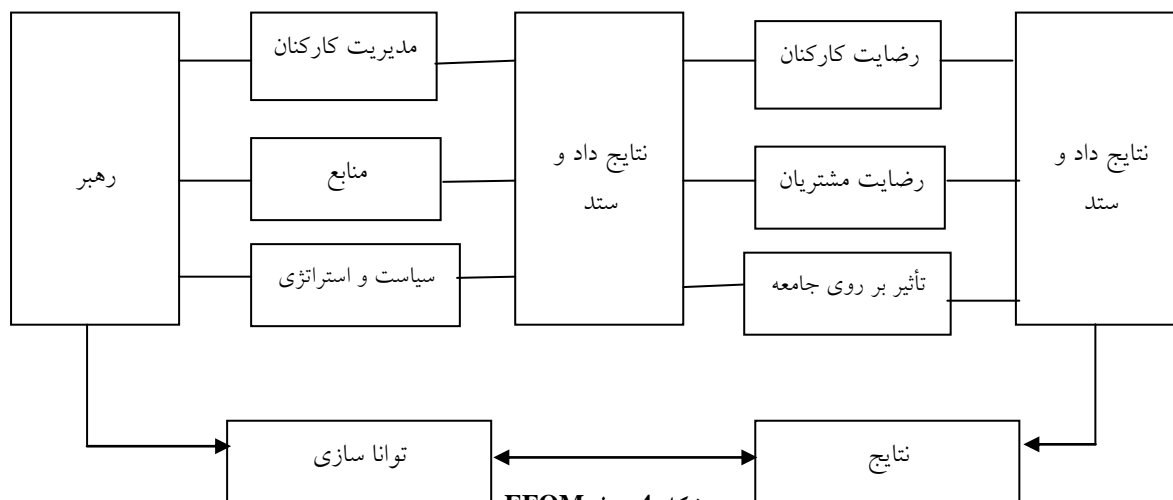 مدیریت کارکنان
رضایت کارکنان
رهبر
منابع
نتایج داد و
ستد
رضایت مشتریان
نتایج داد و
ستد
سیاست و استراتژی
تأثیر بر روی جامعه
توانا سازی
نتایج